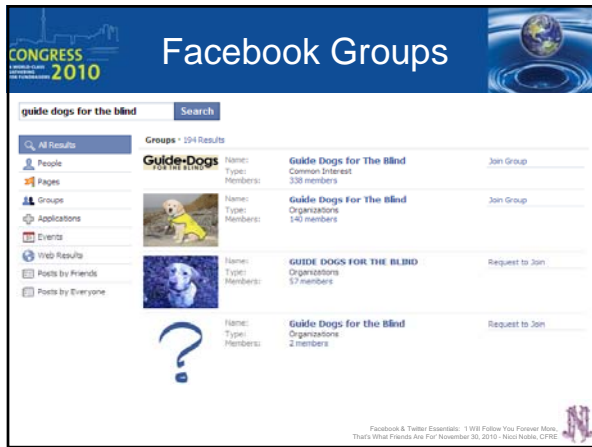 CONGRESS
A WORLD-CLASS
GATHERING
FOR FUNDRAISERS
2010
Facebook Groups
guide dogs for the blind
Search
All Results
People
Pages
Groups
Applications
Events
Web Results
Posts by Friends
Posts by Everyone
Groups · 194 Results
Guide•Dogs
FOR THE BLIND
Name: Guide Dogs for The Blind Join Group
Type: Common Interest
Members: 338 members
Name: Guide Dogs For The Blind Join Group
Type: Organizations
Members: 140 members
Name: GUIDE DOGS FOR THE BLIND Request to Join
Type: Organizations
Members: 57 members
?
Name: Guide Dogs for the Blind Request to Join
Type: Organizations
Members: 2 members
Facebook & Twitter Essentials: 'I Will Follow You Forever More,
That's What Friends Are For' November 30, 2010 - Nicci Noble, CFRE
N